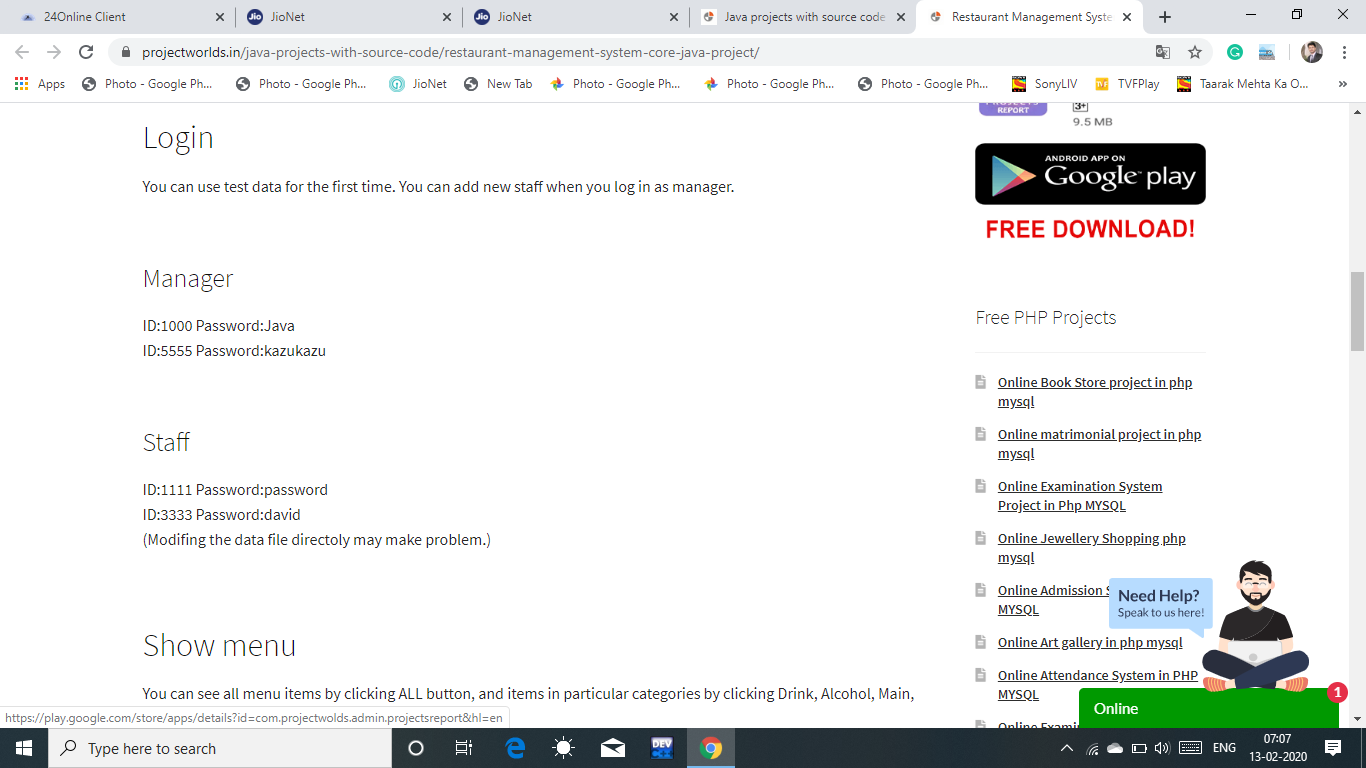 24Online Client
JioNet
JioNet
Java projects with source code
Restaurant Management Syste
projectworlds.in/java-projects-with-source-code/restaurant-management-system-core-java-project/
Apps
Photo - Google Ph...
Photo - Google Ph...
JioNet
New Tab
Photo - Google Ph...
Photo - Google Ph...
Photo - Google Ph...
SonyLIV
TVFPlay
Taarak Mehta Ka O...
Login
You can use test data for the first time. You can add new staff when you log in as manager.
Manager
ID:1000 Password:Java
ID:5555 Password:kazukazu
Staff
ID:1111 Password:password
ID:3333 Password:david
(Modifing the data file directoly may make problem.)
Show menu
You can see all menu items by clicking ALL button, and items in particular categories by clicking Drink, Alcohol, Main,
https://play.google.com/store/apps/details?id=com.projectwolds.admin.projectsreport&hl=en
REPORT
3+
9.5 MB
ANDROID APP ON
Google play
FREE DOWNLOAD!
Free PHP Projects
Online Book Store project in php
mysql
Online matrimonial project in php
mysql
Online Examination System
Project in Php MYSQL
Online Jewellery Shopping php
mysql
Online Admission S
MYSQL
Online Art gallery in php mysql
Online Attendance System in PHP
MYSQL
Need Help?
Speak to us here!
1
Online
Type here to search
DEV
ENG
07:07
13-02-2020